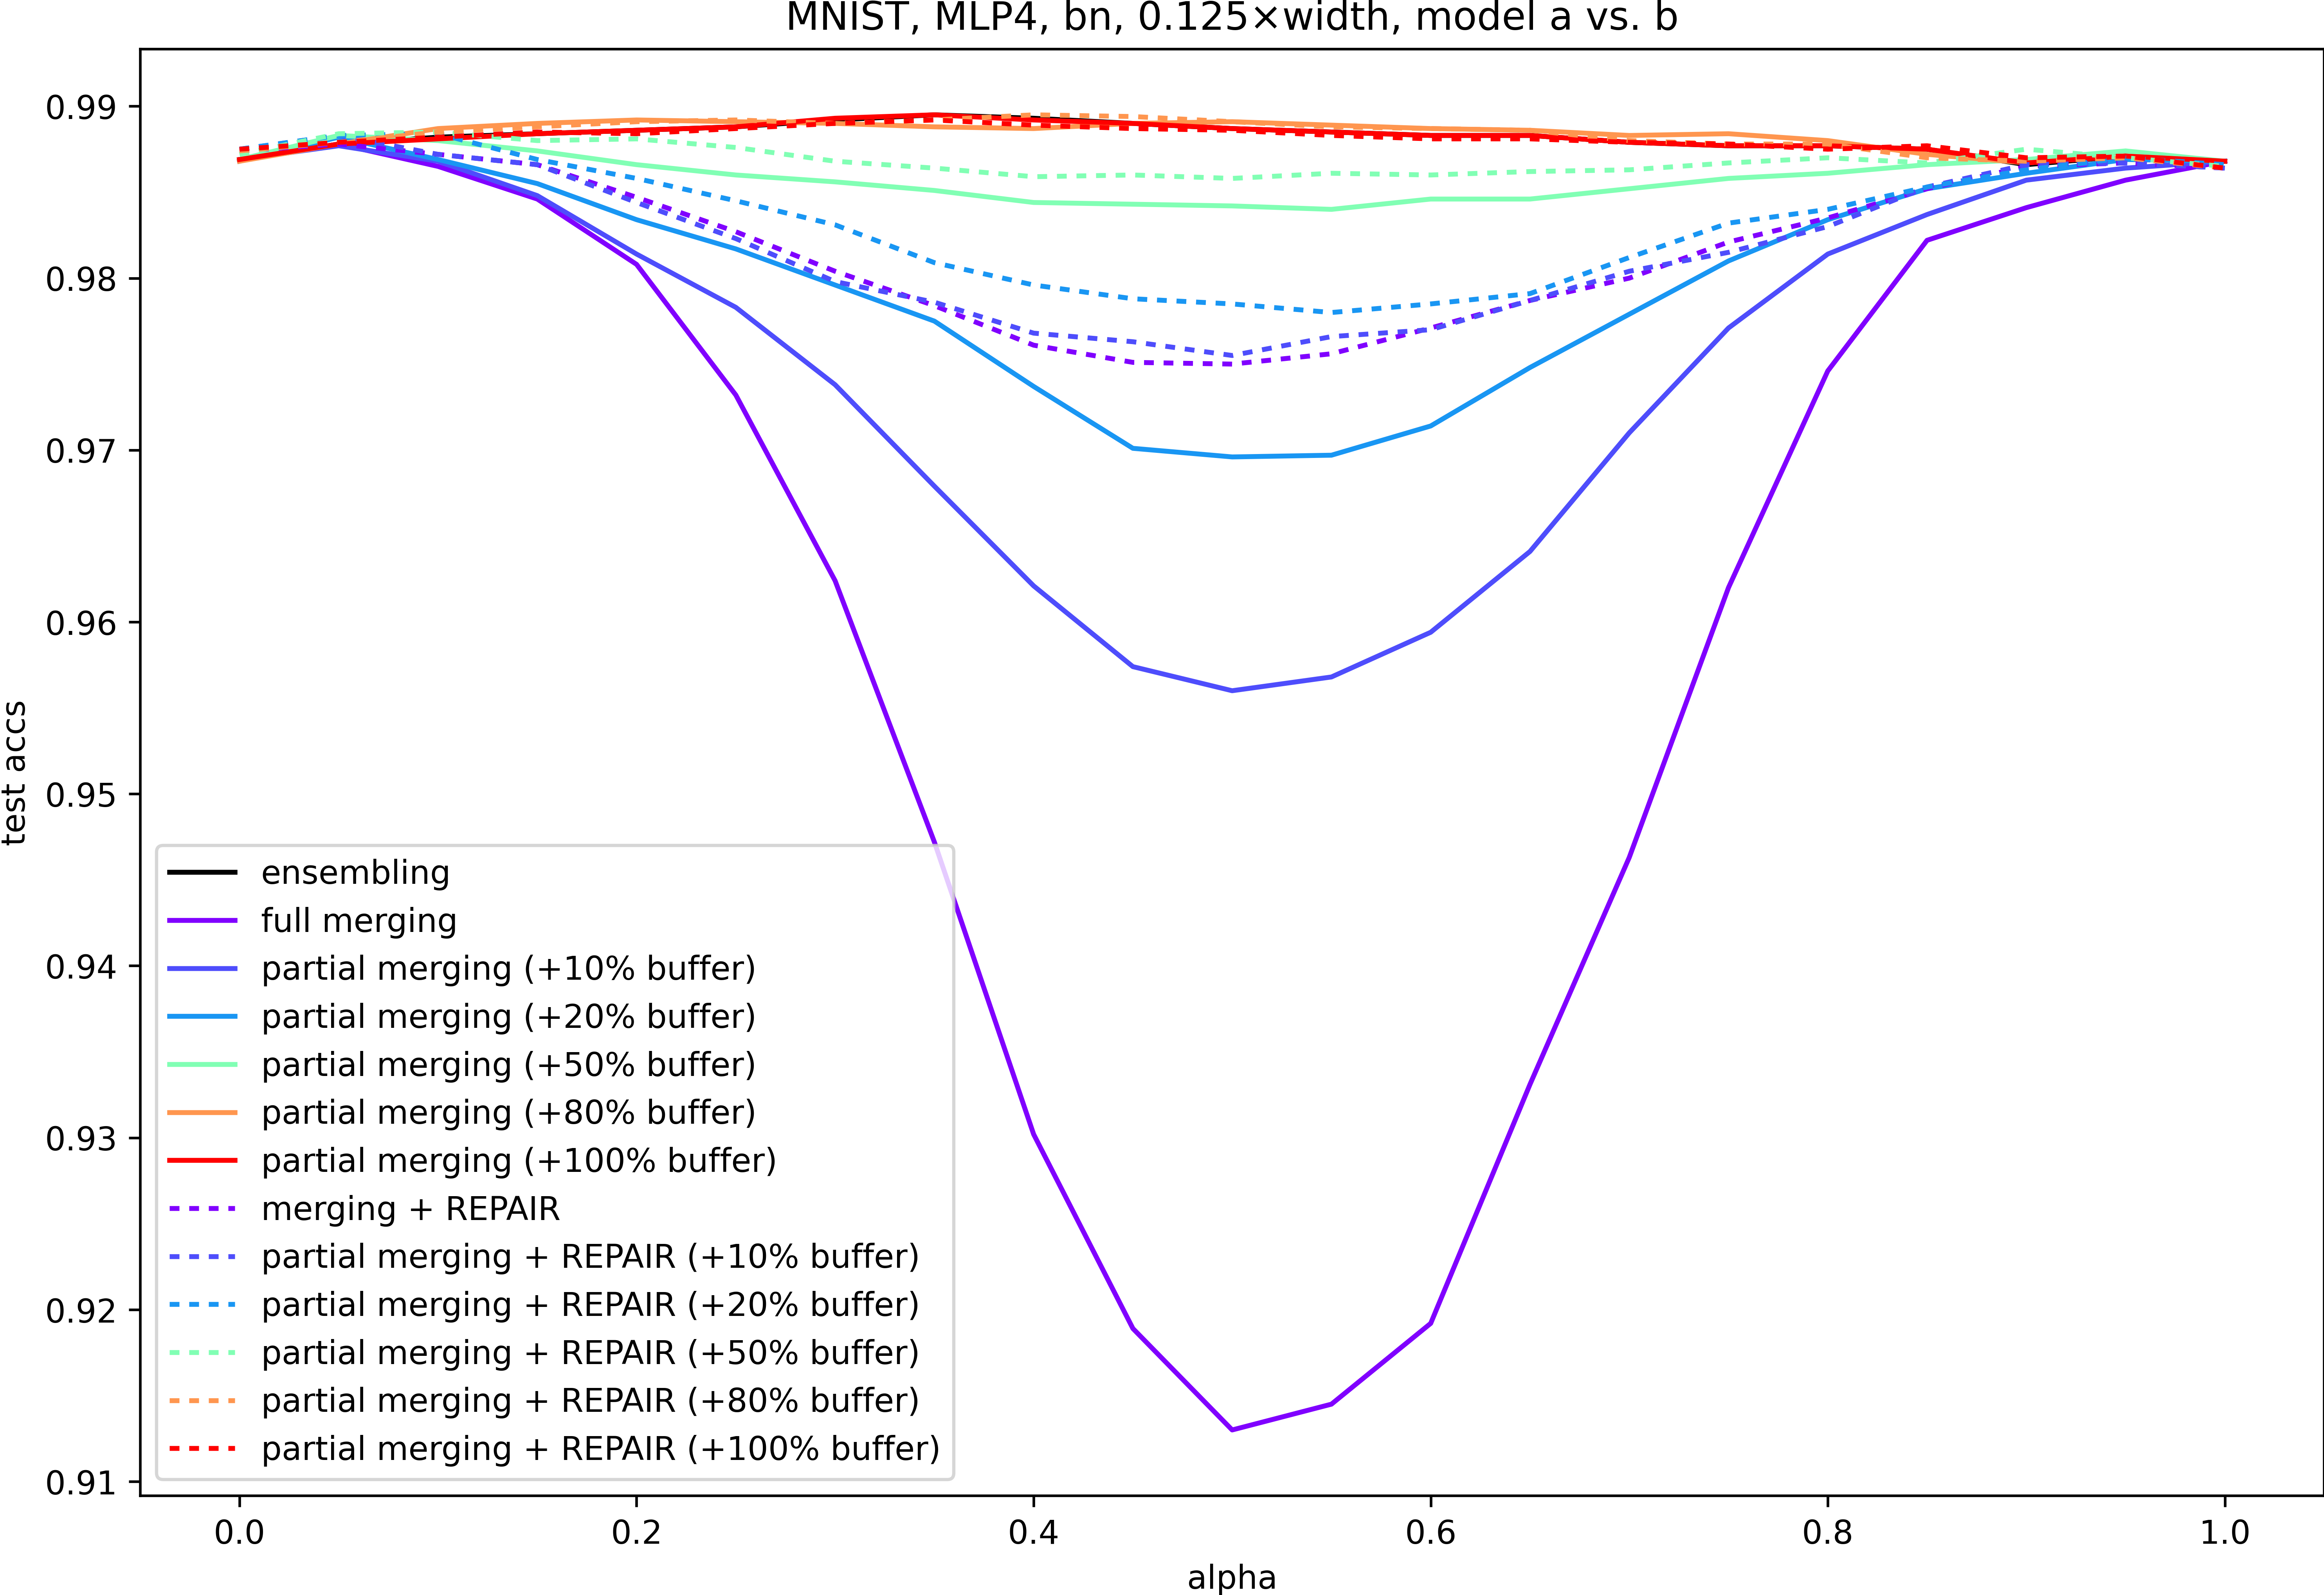 MNIST, MLP4, bn, 0.125×width, model a vs. b
test accs
0.99
0.98
0.97
0.96
0.95
0.94
0.93
0.92
0.91
ensembling
full merging
partial merging (+10% buffer)
partial merging (+20% buffer)
partial merging (+50% buffer)
partial merging (+80% buffer)
partial merging (+100% buffer)
merging + REPAIR
partial merging + REPAIR (+10% buffer)
partial merging + REPAIR (+20% buffer)
partial merging + REPAIR (+50% buffer)
partial merging + REPAIR (+80% buffer)
partial merging + REPAIR (+100% buffer)
0.0 0.2 0.4 0.6 0.8 1.0
alpha